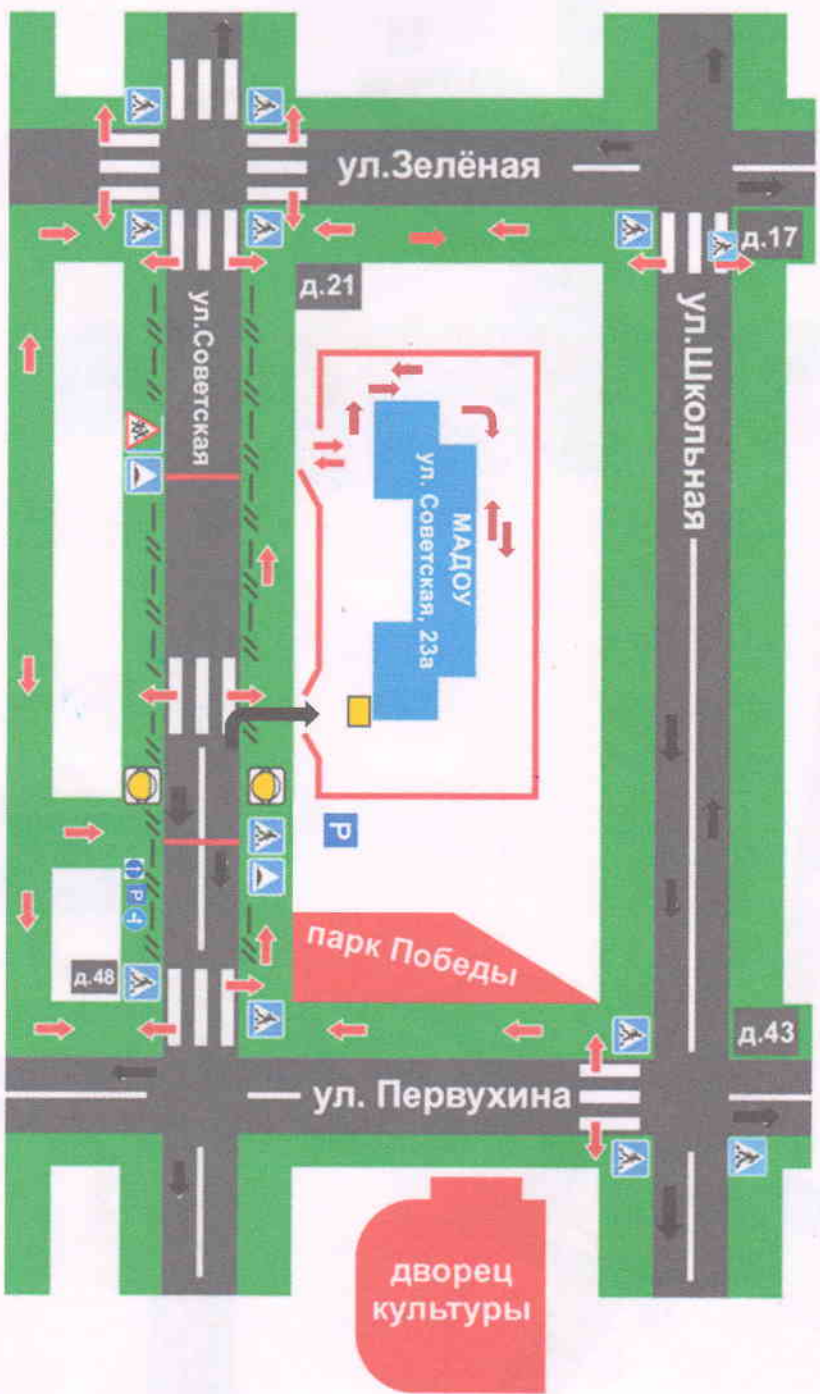 ул.Зелёная
д.17
д.21
ул.Советская
ул.Школьная
МАДОУ
ул. Советская, 23а
P
парк Победы
P
д.48
д.43
ул. Первухина
дворец
культуры